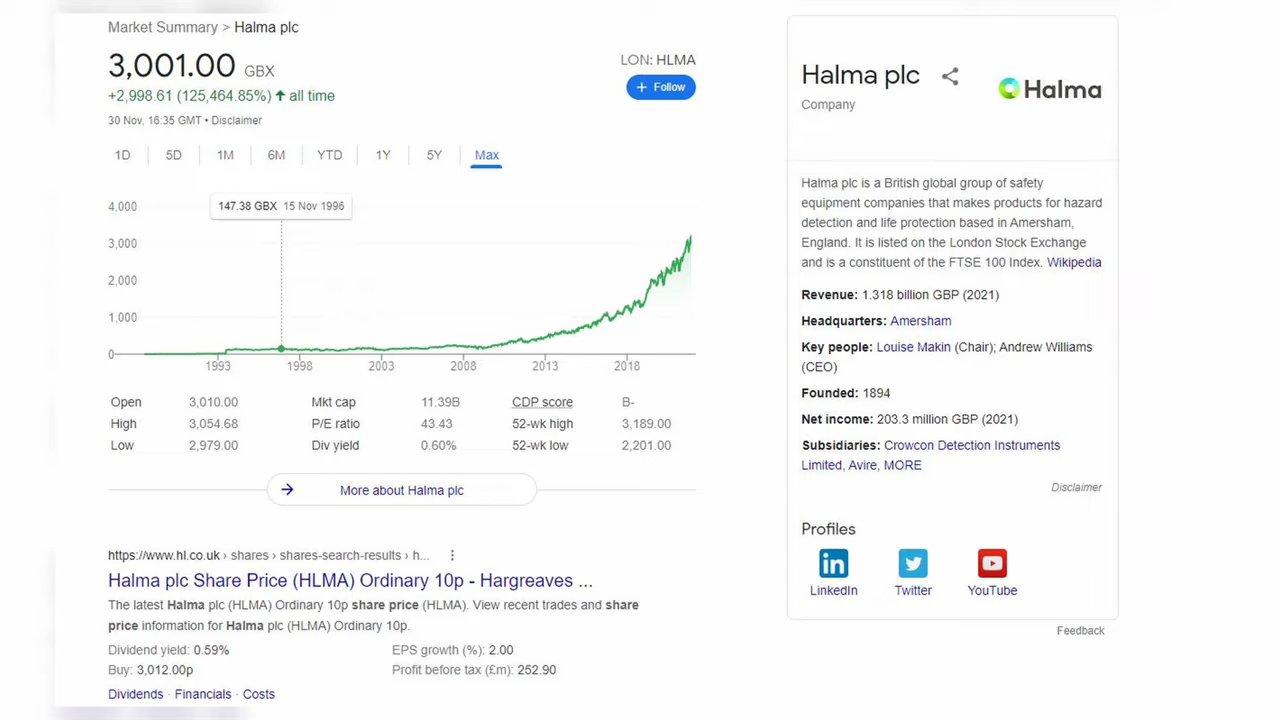 Market Summary > Halma plc
3,001.00 GBX
+2,998.61 (125,464.85%) ↑ all time
30 Nov, 16:35 GMT • Disclaimer
LON: HLMA
+ Follow
1D 5D 1M 6M YTD 1Y 5Y Max
147.38 GBX 15 Nov 1996
4,000
3,000
2,000
1,000
0
1993 1998 2003 2008 2013 2018
Open 3,010.00 Mkt cap 11.39B CDP score B-
High 3,054.68 P/E ratio 43.43 52-wk high 3,189.00
Low 2,979.00 Div yield 0.60% 52-wk low 2,201.00
→ More about Halma plc
https://www.hl.co.uk › shares › shares-search-results › h...
Halma plc Share Price (HLMA) Ordinary 10p - Hargreaves ...
The latest Halma plc (HLMA) Ordinary 10p share price (HLMA). View recent trades and share
price information for Halma plc (HLMA) Ordinary 10p.
Dividend yield: 0.59% EPS growth (%): 2.00
Buy: 3,012.00p Profit before tax (£m): 252.90
Dividends · Financials · Costs
Halma plc
Company
Halma
Halma plc is a British global group of safety
equipment companies that makes products for hazard
detection and life protection based in Amersham,
England. It is listed on the London Stock Exchange
and is a constituent of the FTSE 100 Index. Wikipedia
Revenue: 1.318 billion GBP (2021)
Headquarters: Amersham
Key people: Louise Makin (Chair); Andrew Williams
(CEO)
Founded: 1894
Net income: 203.3 million GBP (2021)
Subsidiaries: Crowcon Detection Instruments
Limited, Avire, MORE
Disclaimer
Profiles
in
LinkedIn Twitter YouTube
Feedback